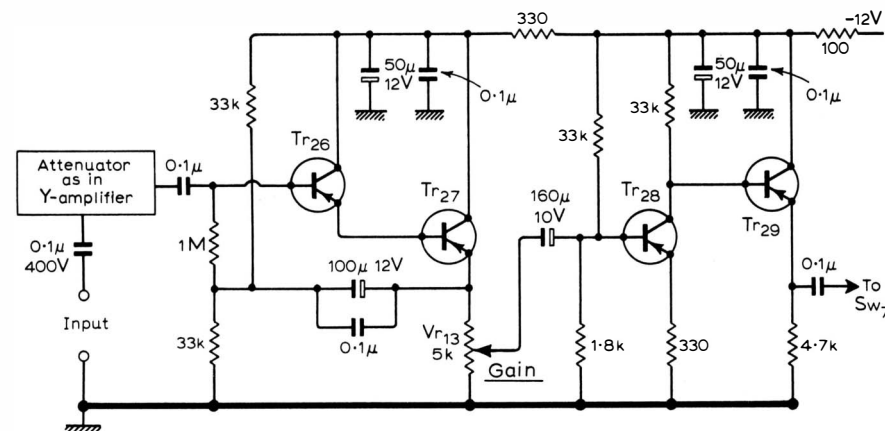 330
-12V
100
50µ
12V
0·1µ
50µ
12V
0·1µ
33k
33k
33k
Tr26
Attenuator
as in
Y-amplifier
0·1µ
Tr27
160µ
10V
Tr28
Tr29
0·1µ
400V
1M
100µ 12V
0·1µ
To
Sw7
Input
33k
0·1µ
Vr13
5k
Gain
1·8k
330
4·7k